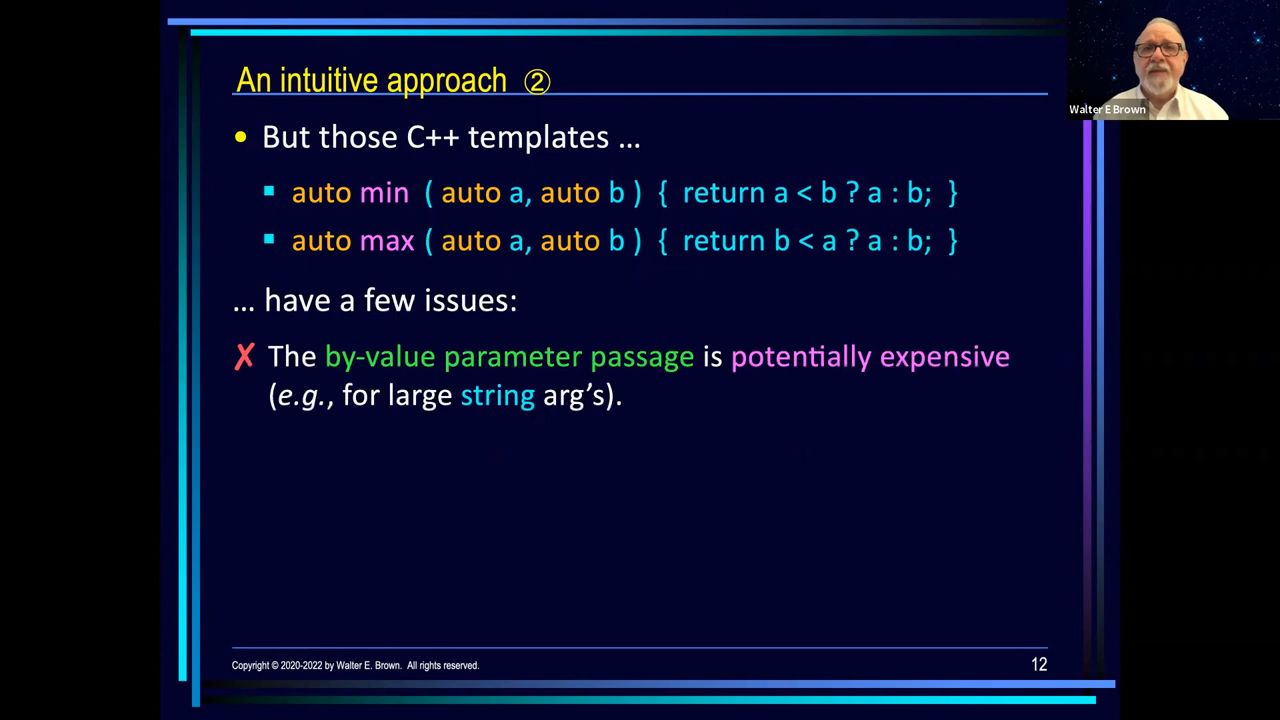 An intuitive approach ②
Walter E Brown
• But those C++ templates …
▪ auto min ( auto a, auto b ) { return a < b ? a : b; }
▪ auto max ( auto a, auto b ) { return b < a ? a : b; }
… have a few issues:
✗ The by-value parameter passage is potentially expensive
(e.g., for large string arg’s).
Copyright © 2020-2022 by Walter E. Brown. All rights reserved.
12